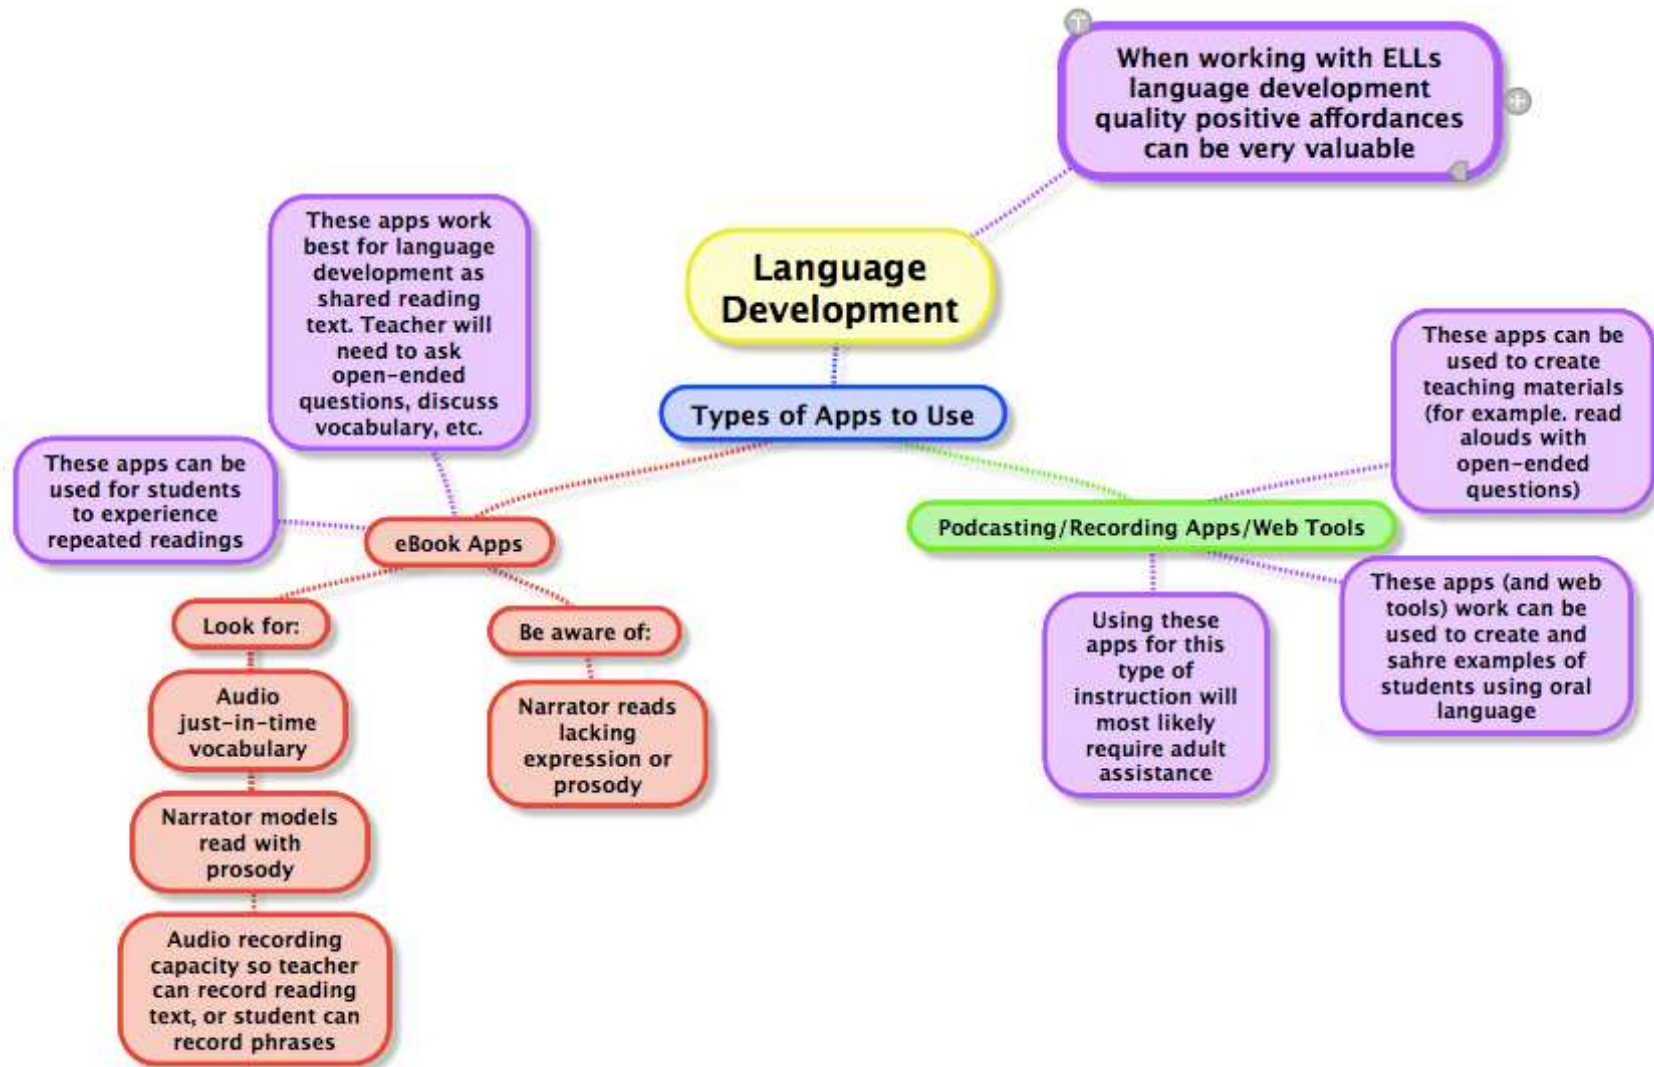 When working with ELLs
language development
quality positive affordances
can be very valuable
Language
Development
Types of Apps to Use
These apps work
best for language
development as
shared reading
text. Teacher will
need to ask
open-ended
questions, discuss
vocabulary, etc.
These apps can be
used for students
to experience
repeated readings
eBook Apps
Look for:
Audio
just-in-time
vocabulary
Narrator models
read with
prosody
Audio recording
capacity so teacher
can record reading
text, or student can
record phrases
Be aware of:
Narrator reads
lacking
expression or
prosody
Podcasting/Recording Apps/Web Tools
These apps can be
used to create
teaching materials
(for example. read
alouds with
open-ended
questions)
Using these
apps for this
type of
instruction will
most likely
require adult
assistance
These apps (and web
tools) work can be
used to create and
sahre examples of
students using oral
language